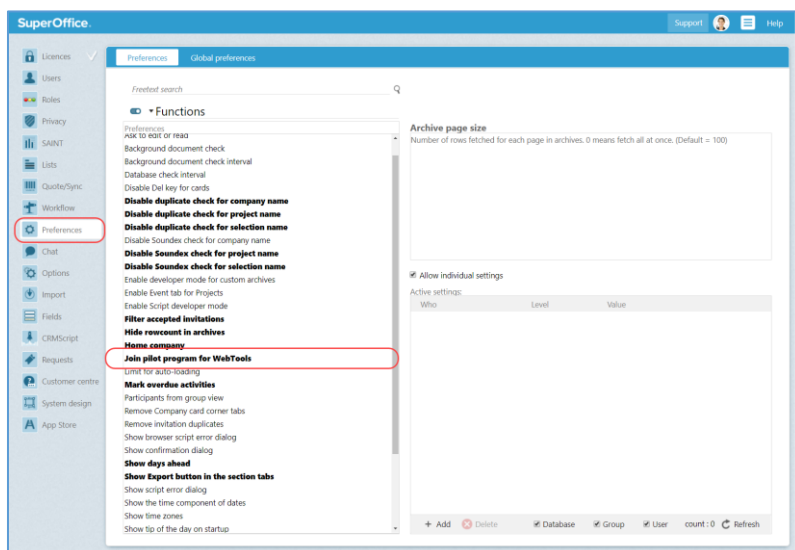 SuperOffice.
Support
Help
Licences
Users
Roles
Privacy
SAINT
Lists
Quote/Sync
Workflow
Preferences
Chat
Options
Import
Fields
CRMScript
Requests
Customer centre
System design
App Store
Preferences Global preferences
Freetext search
Functions
Preferences
Ask to edit or read
Background document check
Background document check interval
Database check interval
Disable Del key for cards
Disable duplicate check for company name
Disable duplicate check for project name
Disable duplicate check for selection name
Disable Soundex check for company name
Disable Soundex check for project name
Disable Soundex check for selection name
Enable developer mode for custom archives
Enable Event tab for Projects
Enable Script developer mode
Filter accepted invitations
Hide rowcount in archives
Home company
Join pilot program for WebTools
Limit for auto-loading
Mark overdue activities
Participants from group view
Remove Company card corner tabs
Remove invitation duplicates
Show browser script error dialog
Show confirmation dialog
Show days ahead
Show Export button in the section tabs
Show script error dialog
Show the time component of dates
Show time zones
Show tip of the day on startup
Archive page size
Number of rows fetched for each page in archives. 0 means fetch all at once. (Default = 100)
Allow individual settings
Active settings:
Who Level Value
+ Add Delete Database Group User count : 0 Refresh